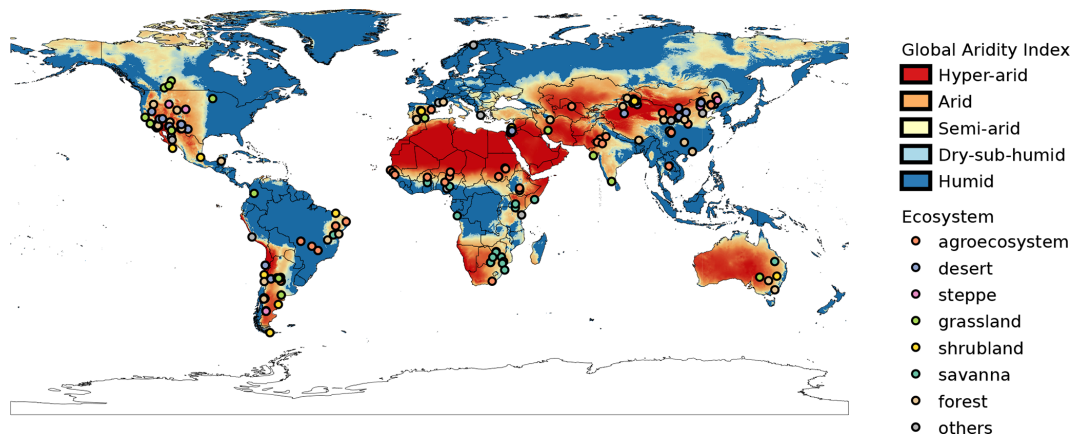 Global Aridity Index
Hyper-arid
Arid
Semi-arid
Dry-sub-humid
Humid
Ecosystem
agroecosystem
desert
steppe
grassland
shrubland
savanna
forest
others